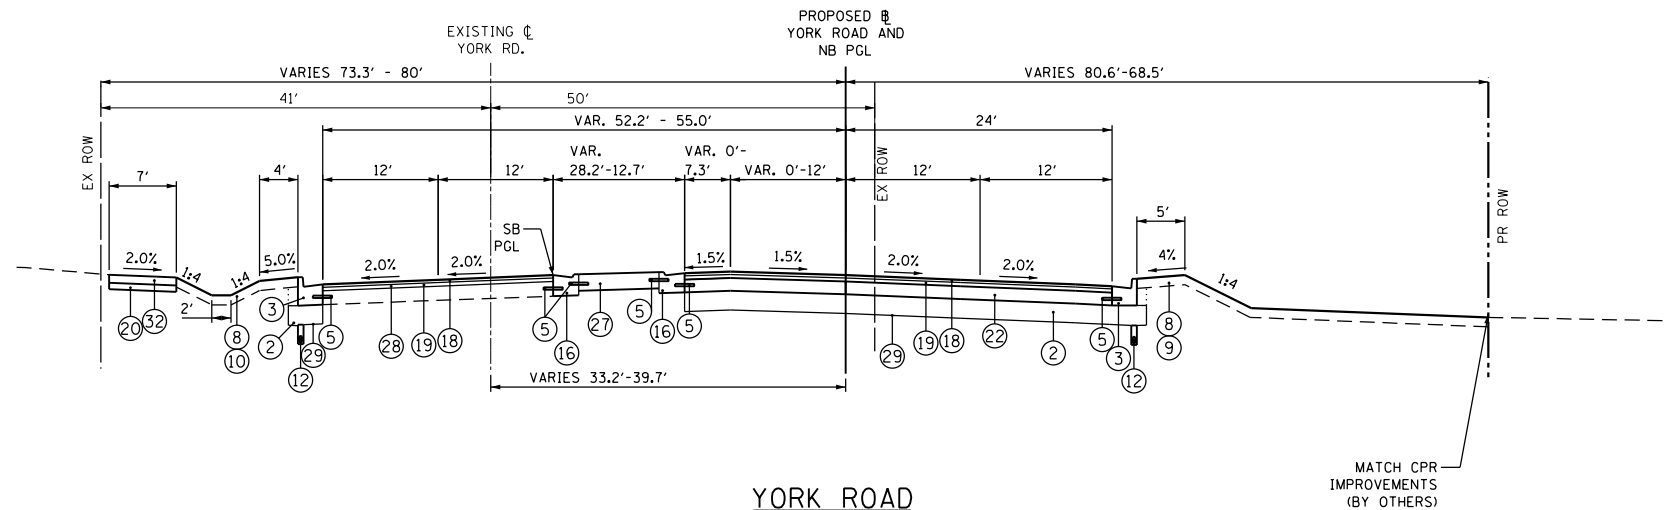 EXISTING ℄
YORK RD.
PROPOSED ⅊
YORK ROAD AND
NB PGL
VARIES 73.3' - 80'
VARIES 80.6'-68.5'
41'
50'
VAR. 52.2' - 55.0'
24'
EX ROW
7'
4'
12'
12'
VAR.
28.2'-12.7'
VAR. 0'-
7.3'
VAR. 0'-12'
EX ROW
12'
12'
5'
PR ROW
SB
PGL
2.0%
1:4
1:4
5.0%
2.0%
2.0%
1.5%
1.5%
2.0%
2.0%
4%
1:4
2'
20
32
8
10
3
2
29
12
5
28
19
18
5
16
27
5
16
5
29
19
18
22
2
5
3
12
8
9
VARIES 33.2'-39.7'
MATCH CPR
IMPROVEMENTS
(BY OTHERS)
YORK ROAD